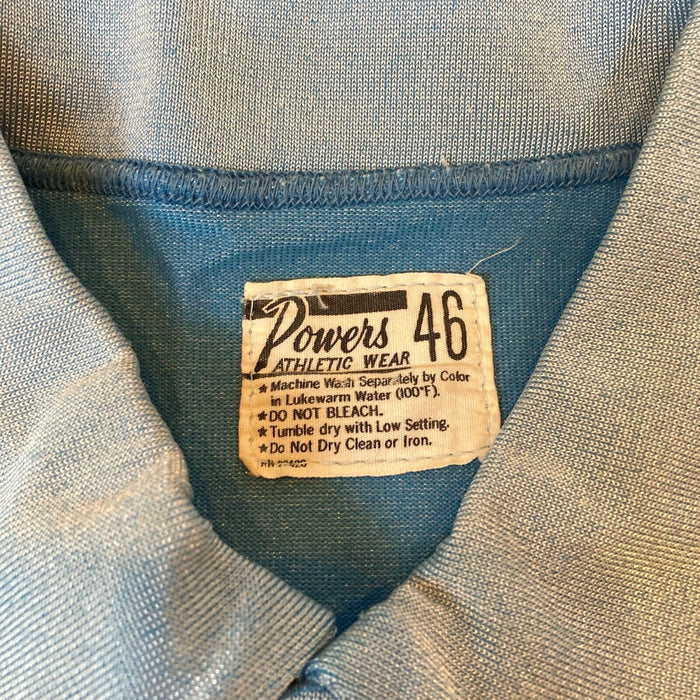 Powers 46
ATHLETIC WEAR
★ Machine Wash Separately by Color
in Lukewarm Water (100°F).
★ DO NOT BLEACH.
★ Tumble dry with Low Setting.
★ Do Not Dry Clean or Iron.